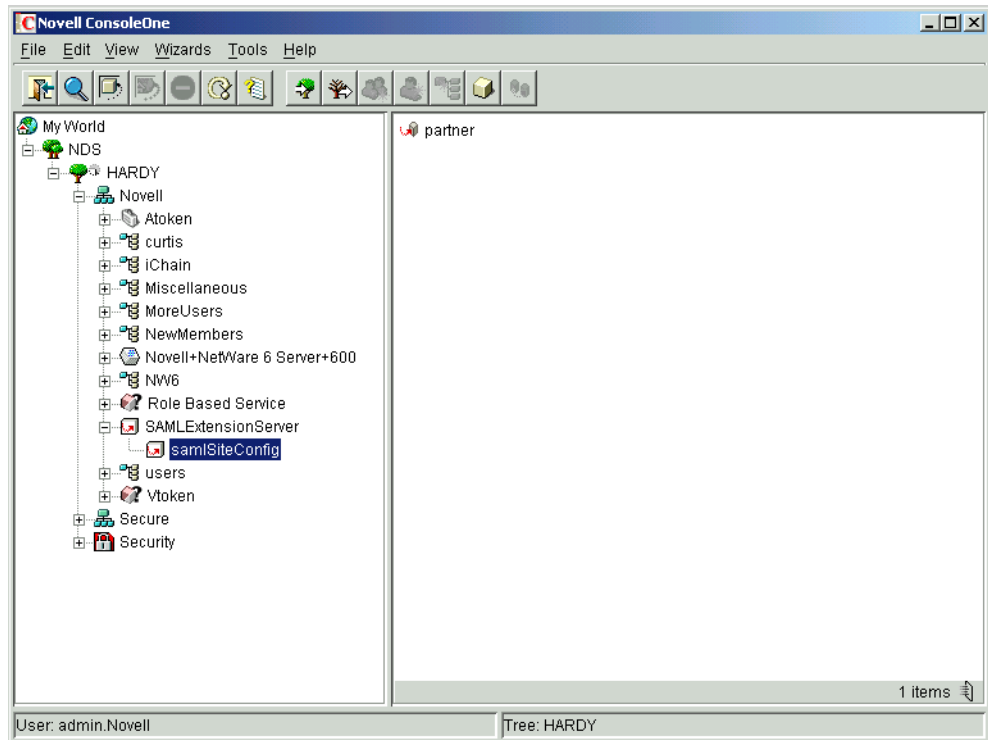 Novell ConsoleOne
File Edit View Wizards Tools Help
My World
NDS
HARDY
Novell
Atoken
curtis
iChain
Miscellaneous
MoreUsers
NewMembers
Novell+NetWare 6 Server+600
NW6
Role Based Service
SAMLExtensionServer
samlSiteConfig
users
Vtoken
Secure
Security
partner
1 items
User: admin.Novell
Tree: HARDY